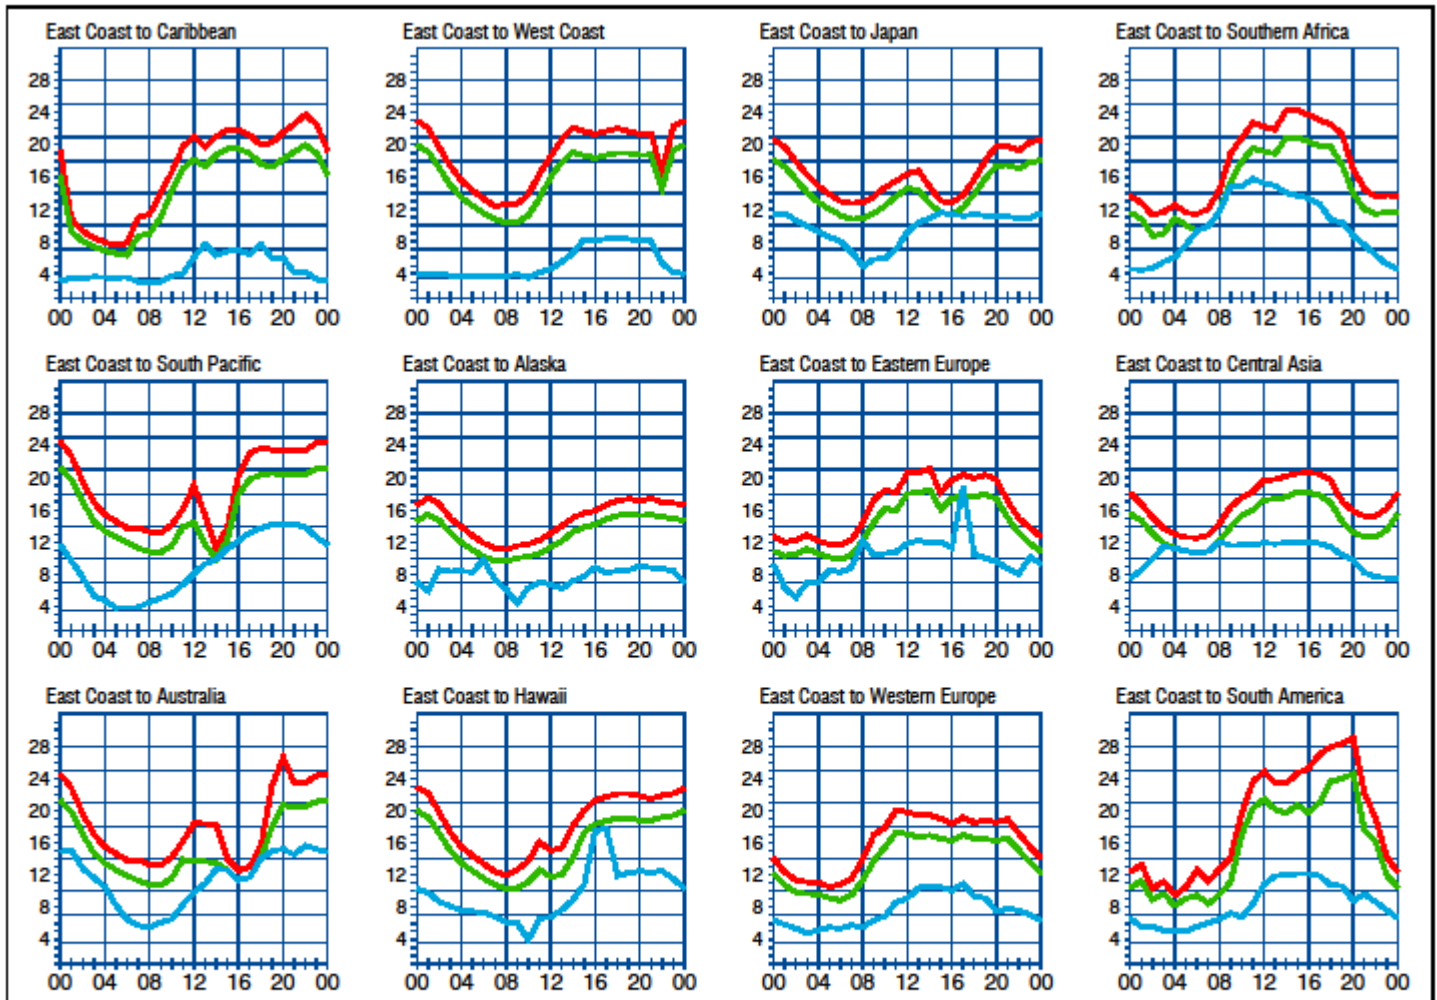 East Coast to Caribbean East Coast to West Coast East Coast to Japan East Coast to Southern Africa
28 28 28 28
24 24 24 24
20 20 20 20
16 16 16 16
12 12 12 12
8 8 8 8
4 4 4 4
00 04 08 12 16 20 00 00 04 08 12 16 20 00 00 04 08 12 16 20 00 00 04 08 12 16 20 00
East Coast to South Pacific East Coast to Alaska East Coast to Eastern Europe East Coast to Central Asia
28 28 28 28
24 24 24 24
20 20 20 20
16 16 16 16
12 12 12 12
8 8 8 8
4 4 4 4
00 04 08 12 16 20 00 00 04 08 12 16 20 00 00 04 08 12 16 20 00 00 04 08 12 16 20 00
East Coast to Australia East Coast to Hawaii East Coast to Western Europe East Coast to South America
28 28 28 28
24 24 24 24
20 20 20 20
16 16 16 16
12 12 12 12
8 8 8 8
4 4 4 4
00 04 08 12 16 20 00 00 04 08 12 16 20 00 00 04 08 12 16 20 00 00 04 08 12 16 20 00